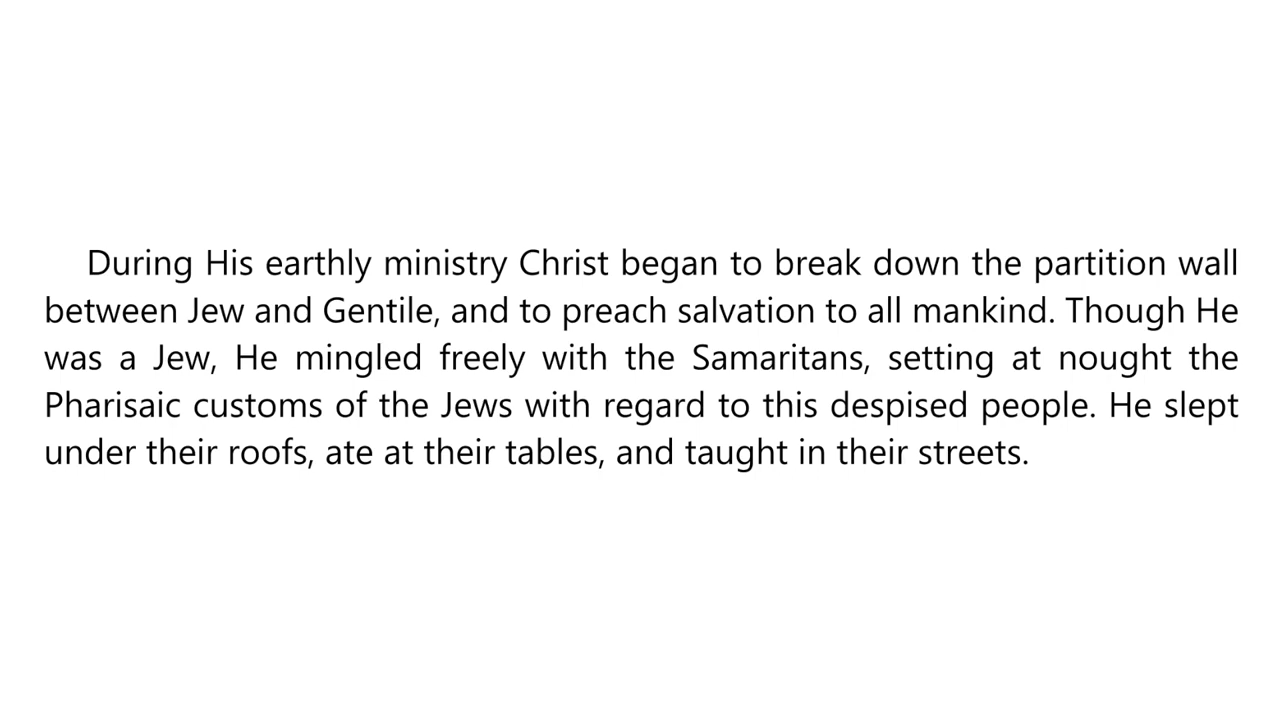 During His earthly ministry Christ began to break down the partition wall
between Jew and Gentile, and to preach salvation to all mankind. Though He
was a Jew, He mingled freely with the Samaritans, setting at nought the
Pharisaic customs of the Jews with regard to this despised people. He slept
under their roofs, ate at their tables, and taught in their streets.